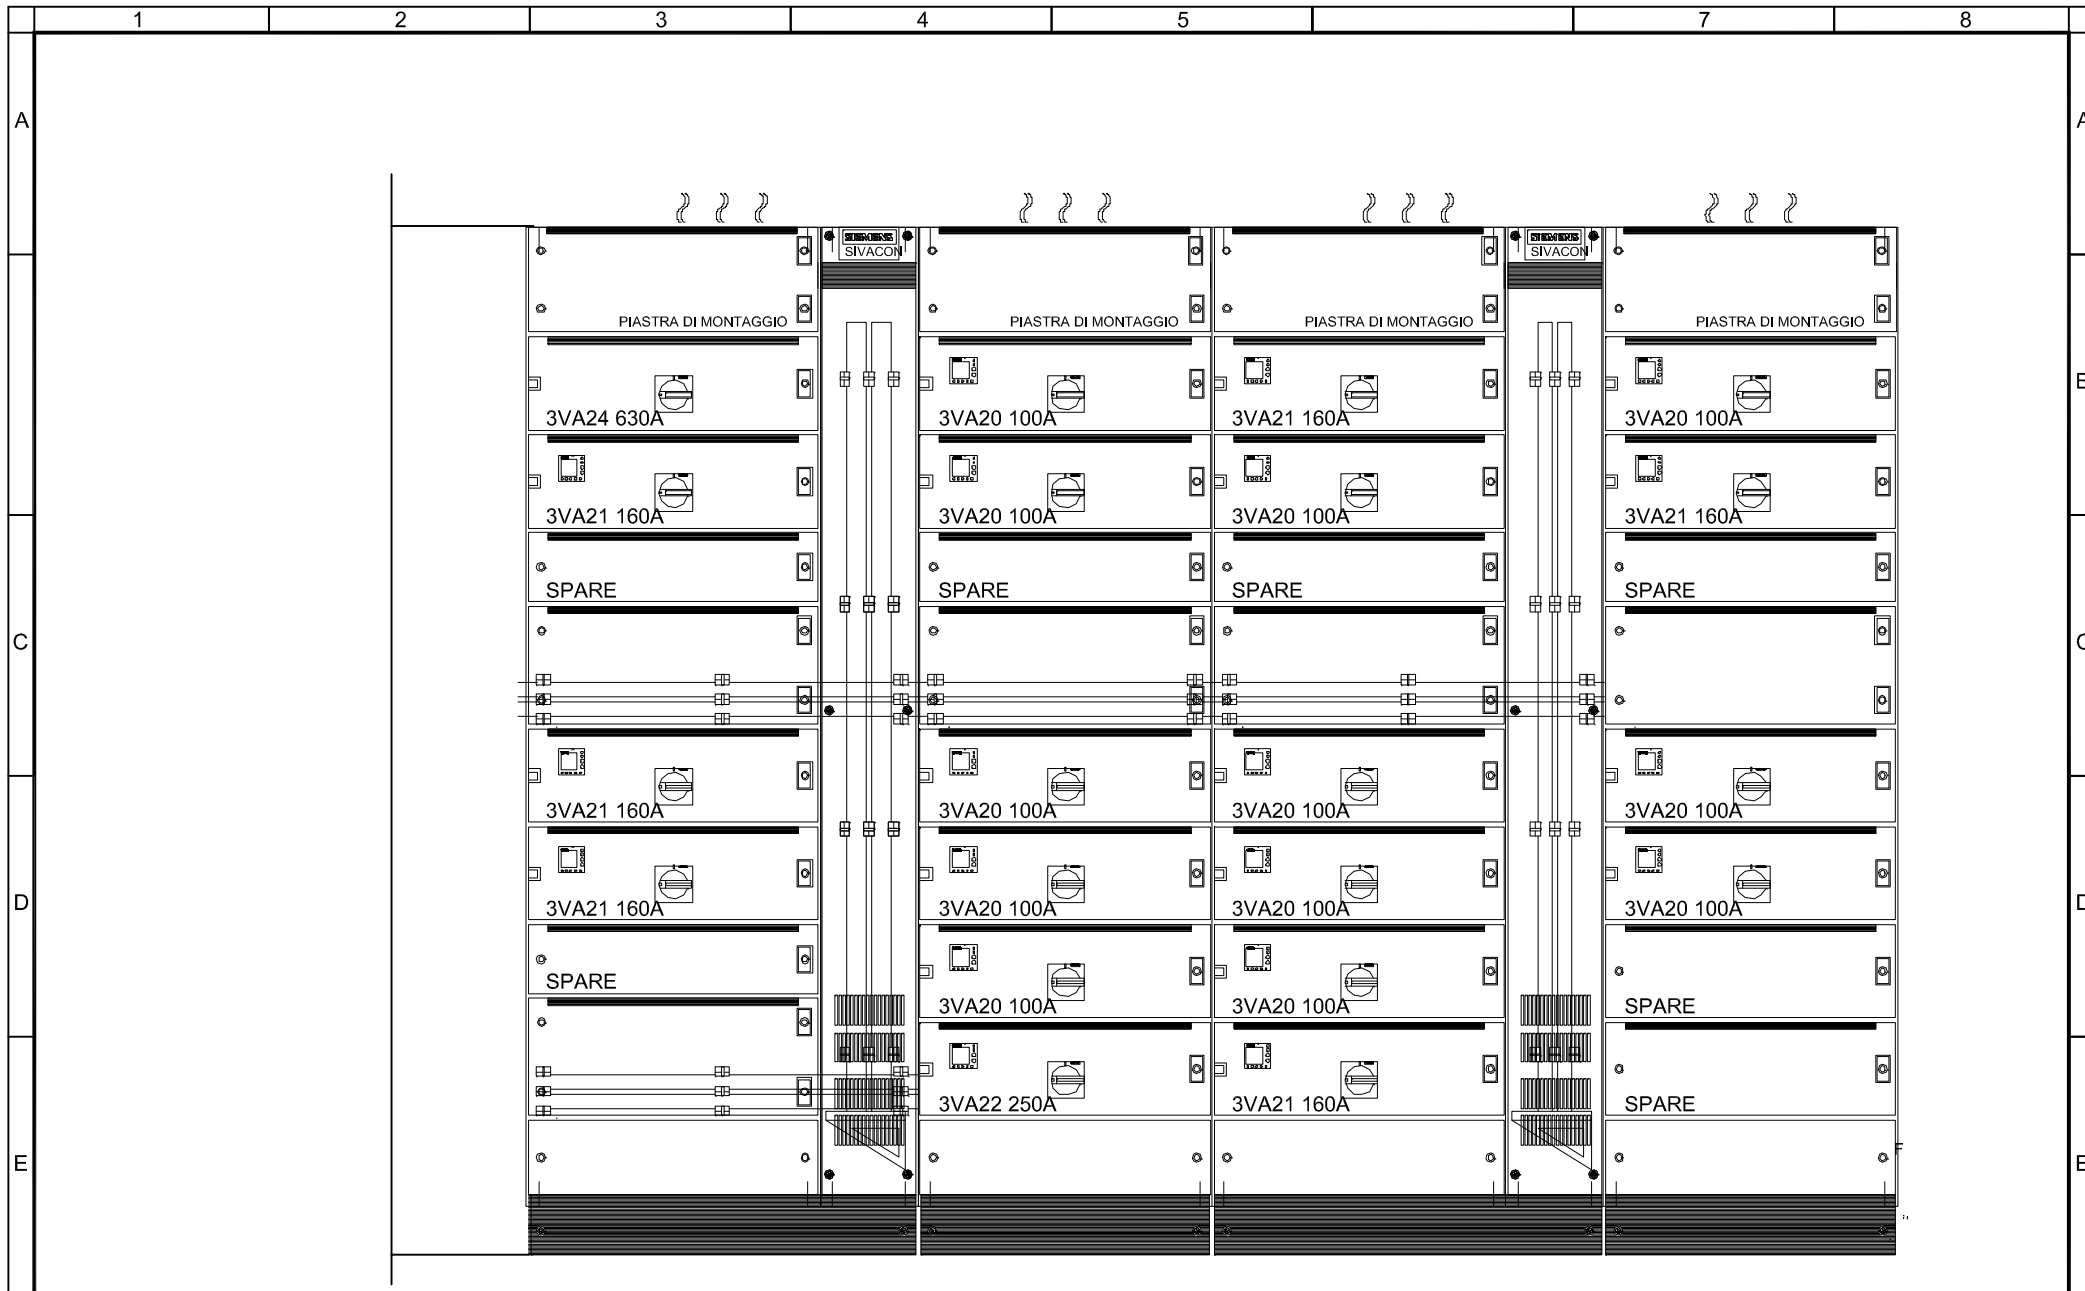 1 2 3 4 5 7 8
A A
SIEMENS SIEMENS
SIVACON SIVACON
PIASTRA DI MONTAGGIO PIASTRA DI MONTAGGIO PIASTRA DI MONTAGGIO PIASTRA DI MONTAGGIO
B
3VA24 630A 3VA20 100A 3VA21 160A 3VA20 100A
3VA21 160A 3VA20 100A 3VA20 100A 3VA21 160A
SPARE SPARE SPARE SPARE
C C
3VA21 160A 3VA20 100A 3VA20 100A 3VA20 100A
D D
3VA21 160A 3VA20 100A 3VA20 100A 3VA20 100A
SPARE
3VA20 100A 3VA20 100A SPARE
3VA22 250A 3VA21 160A SPARE
F
E E